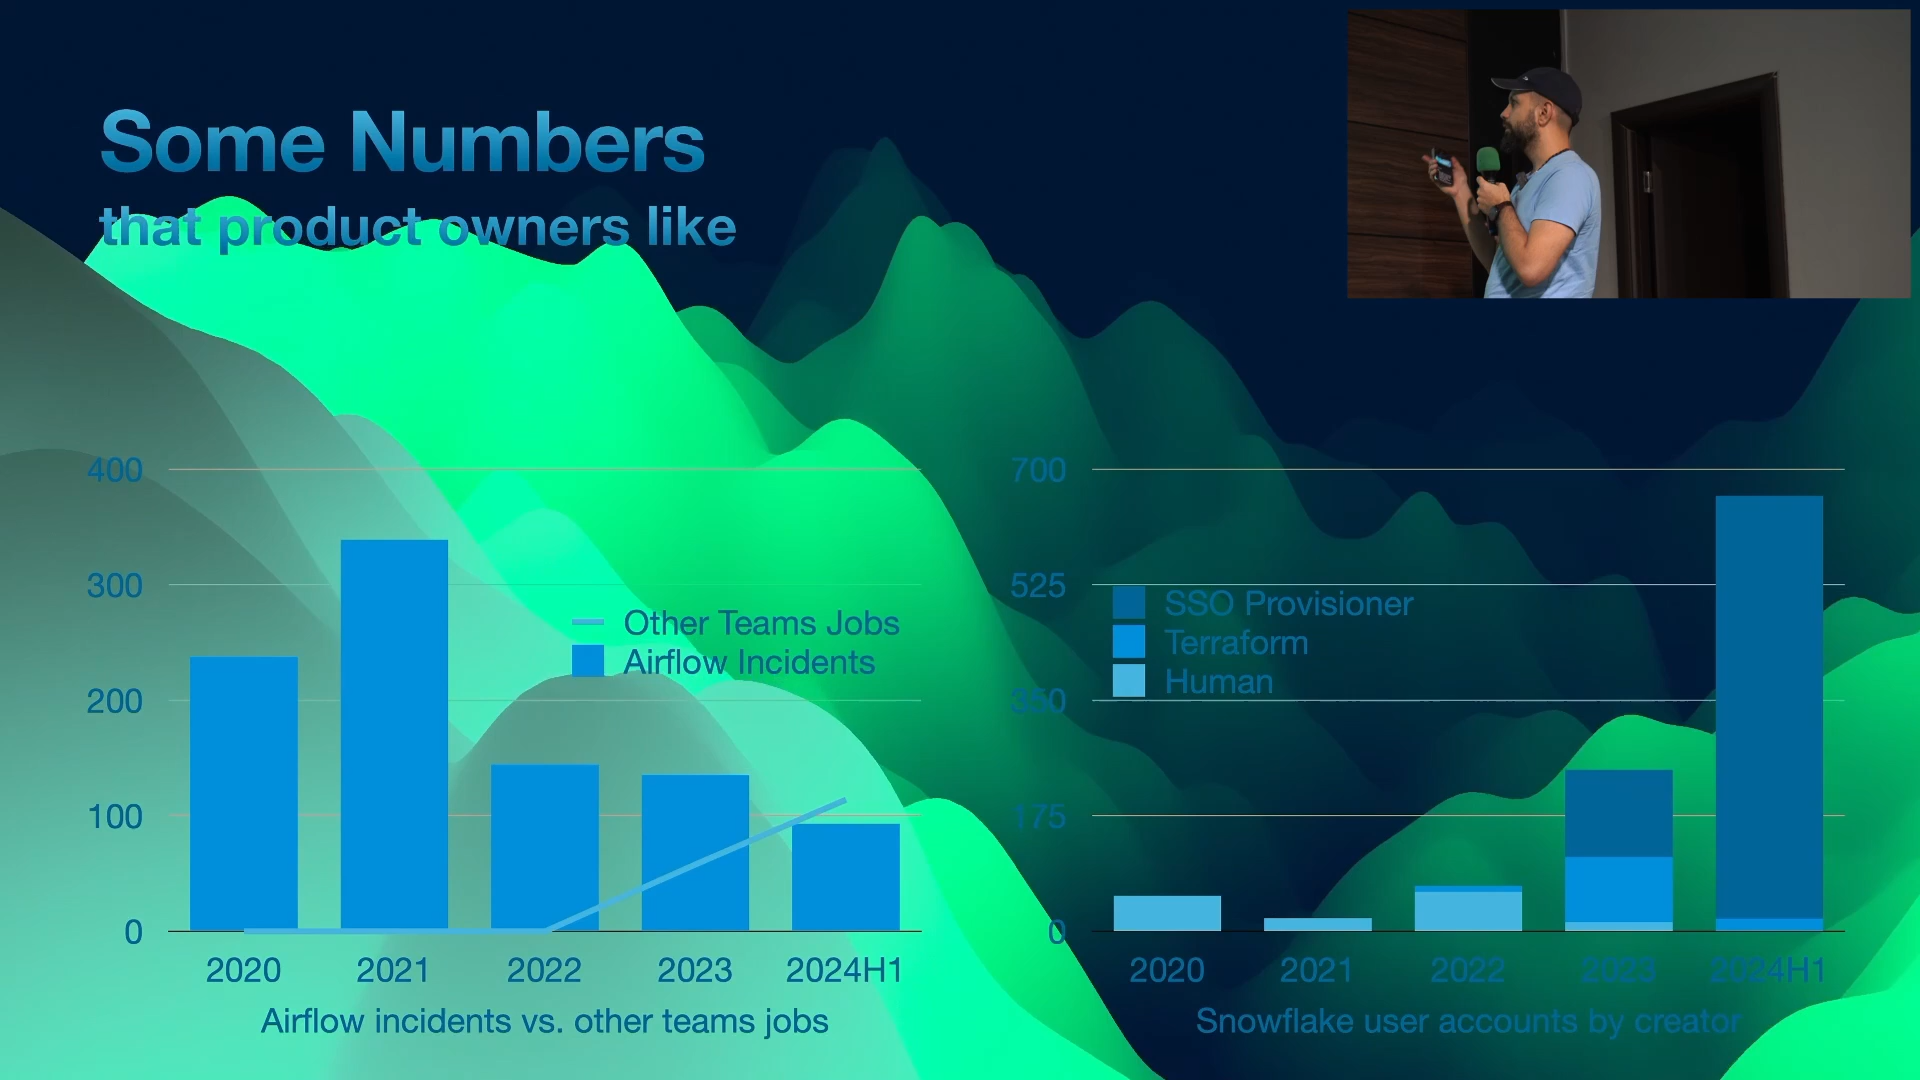 Some Numbers
that product owners like
400
300
200
100
0
Other Teams Jobs
Airflow Incidents
2020 2021 2022 2023 2024H1
Airflow incidents vs. other teams jobs
700
525
350
175
0
SSO Provisioner
Terraform
Human
2020 2021 2022 2023 2024H1
Snowflake user accounts by creator